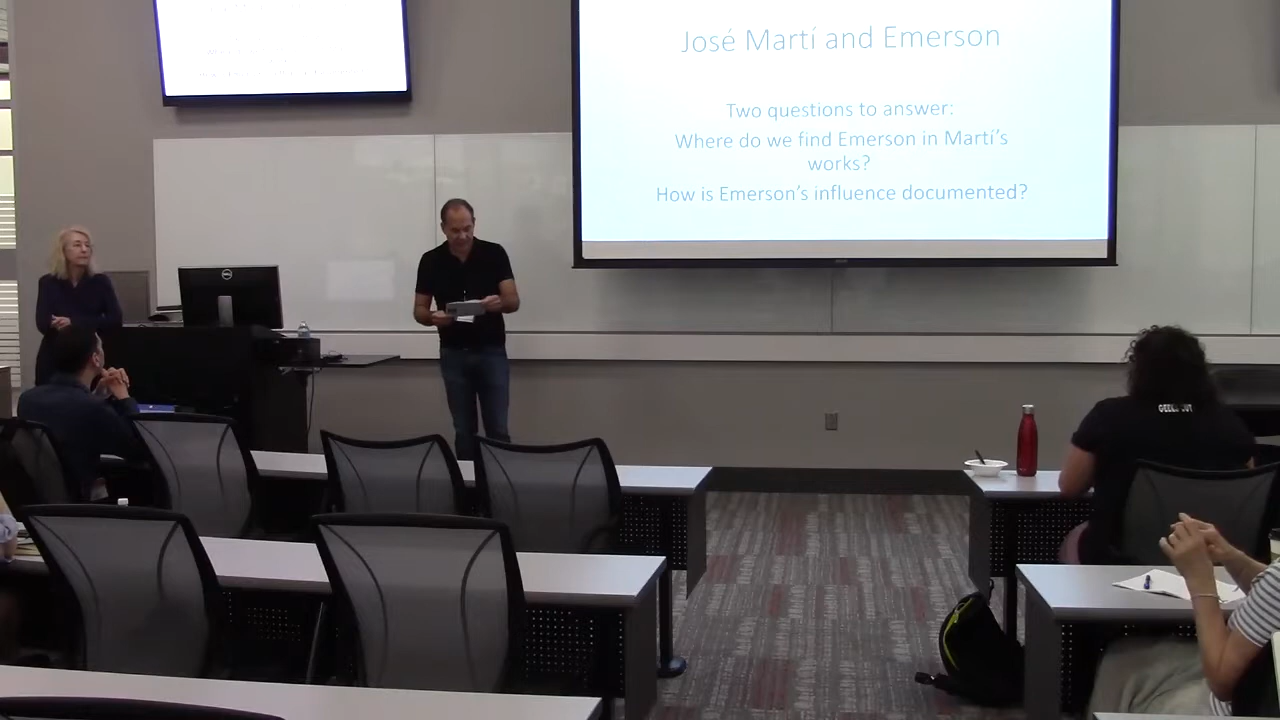 José Martí and Emerson
Two questions to answer:
Where do we find Emerson in Martí's
works?
How is Emerson's influence documented?
DELL